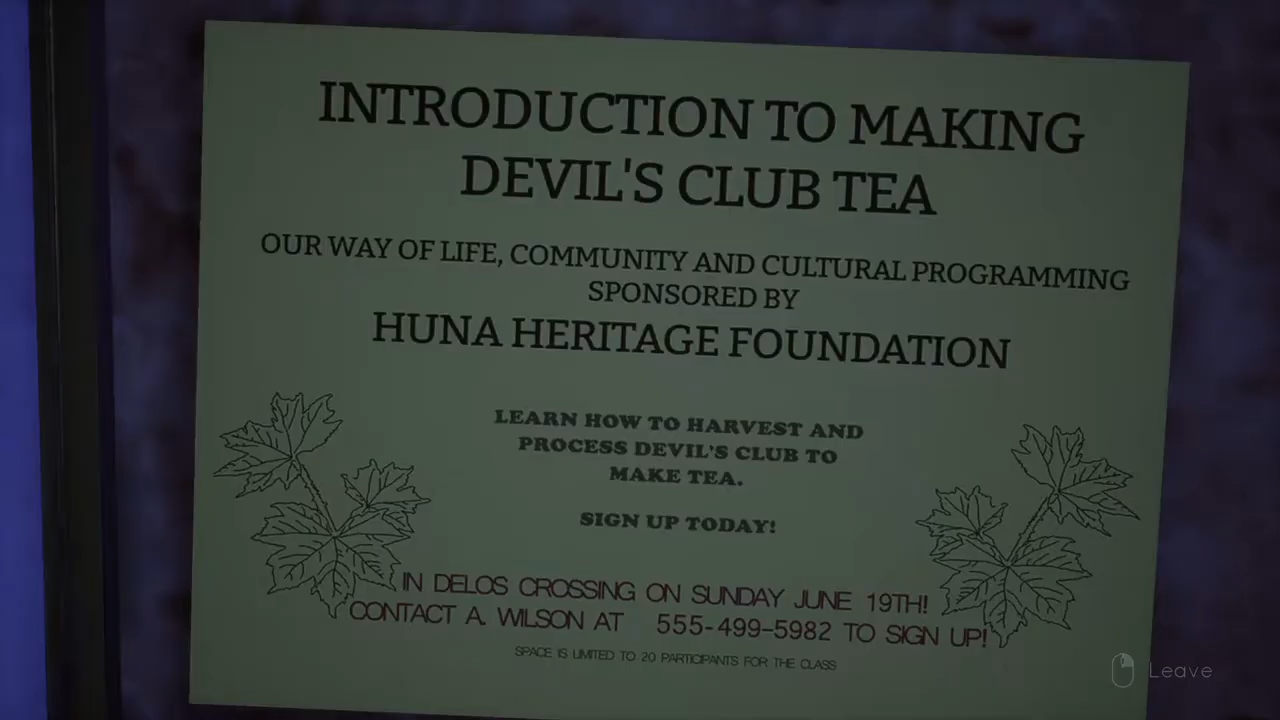 INTRODUCTION TO MAKING
DEVIL'S CLUB TEA
OUR WAY OF LIFE, COMMUNITY AND CULTURAL PROGRAMMING
SPONSORED BY
HUNA HERITAGE FOUNDATION
LEARN HOW TO HARVEST AND
PROCESS DEVIL'S CLUB TO
MAKE TEA.
SIGN UP TODAY!
IN DELOS CROSSING ON SUNDAY JUNE 19TH!
CONTACT A. WILSON AT 555-499-5982 TO SIGN UP!
SPACE IS LIMITED TO 20 PARTICIPANTS FOR THE CLASS
Leave